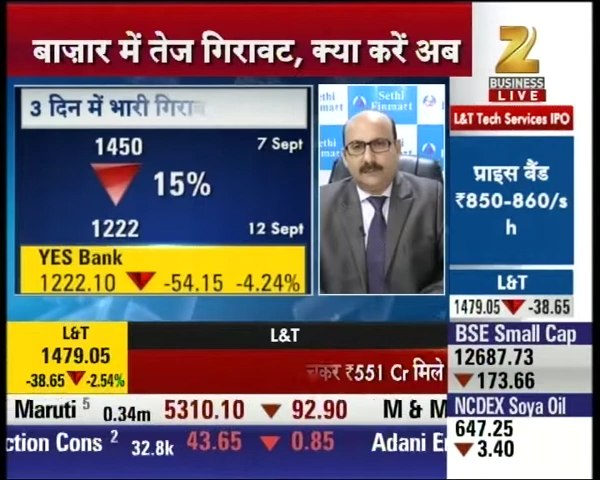 बाज़ार में तेज गिरावट, क्या करें अब
Z
BUSINESS
LIVE
3 दिन में भारी
1450
7 Sept
15%
1222
12 Sept
YES Bank
1222.10 -54.15 -4.24%
Sethi
Finmart
L&T Tech Services IPO
प्राइस बैंड
₹850-860/s
h
L&T
1479.05 -38.65
L&T
1479.05
-38.65 -2.54%
L&T
₹551 Cr मिले
BSE Small Cap
12687.73
173.66
NCDEX Soya Oil
647.25
3.40
Maruti 5 0.34m 5310.10 92.90 M & M
ction Cons 2 32.8k 43.65 0.85 Adani